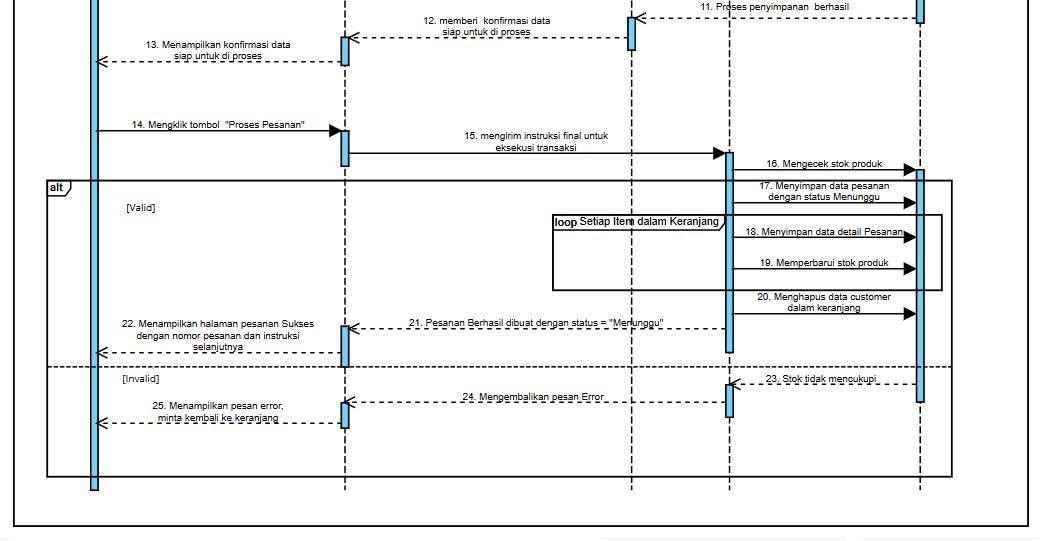 11. Proses penyimpanan berhasil
12. memberi konfirmasi data
siap untuk di proses
13. Menampilkan konfirmasi data
siap untuk di proses
14. Mengklik tombol "Proses Pesanan"
15. mengirim instruksi final untuk
eksekusi transaksi
16. Mengecek stok produk
alt
[Valid]
17. Menyimpan data pesanan
dengan status Menunggu
loop Setiap Item dalam Keranjang
18. Menyimpan data detail Pesanan
19. Memperbarui stok produk
20. Menghapus data customer
dalam keranjang
21. Pesanan Berhasil dibuat dengan status = "Menunggu"
22. Menampilkan halaman pesanan Sukses
dengan nomor pesanan dan instruksi
selanjutnya
[Invalid]
23. Stok tidak mencukupi
24. Mengembalikan pesan Error
25. Menampilkan pesan error,
minta kembali ke keranjang